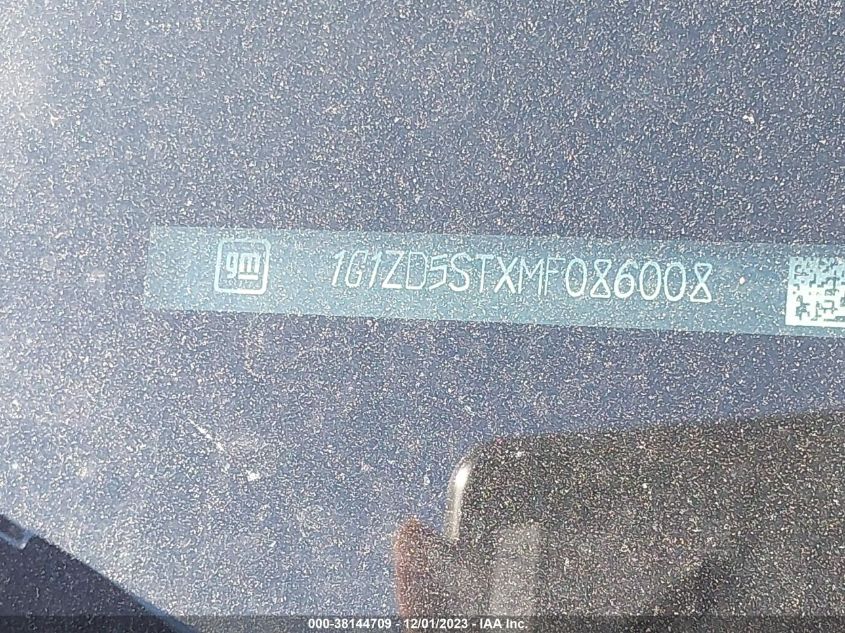 gm 1G1ZD5STXMF086008
000-38144709 - 12/01/2023 - IAA Inc.